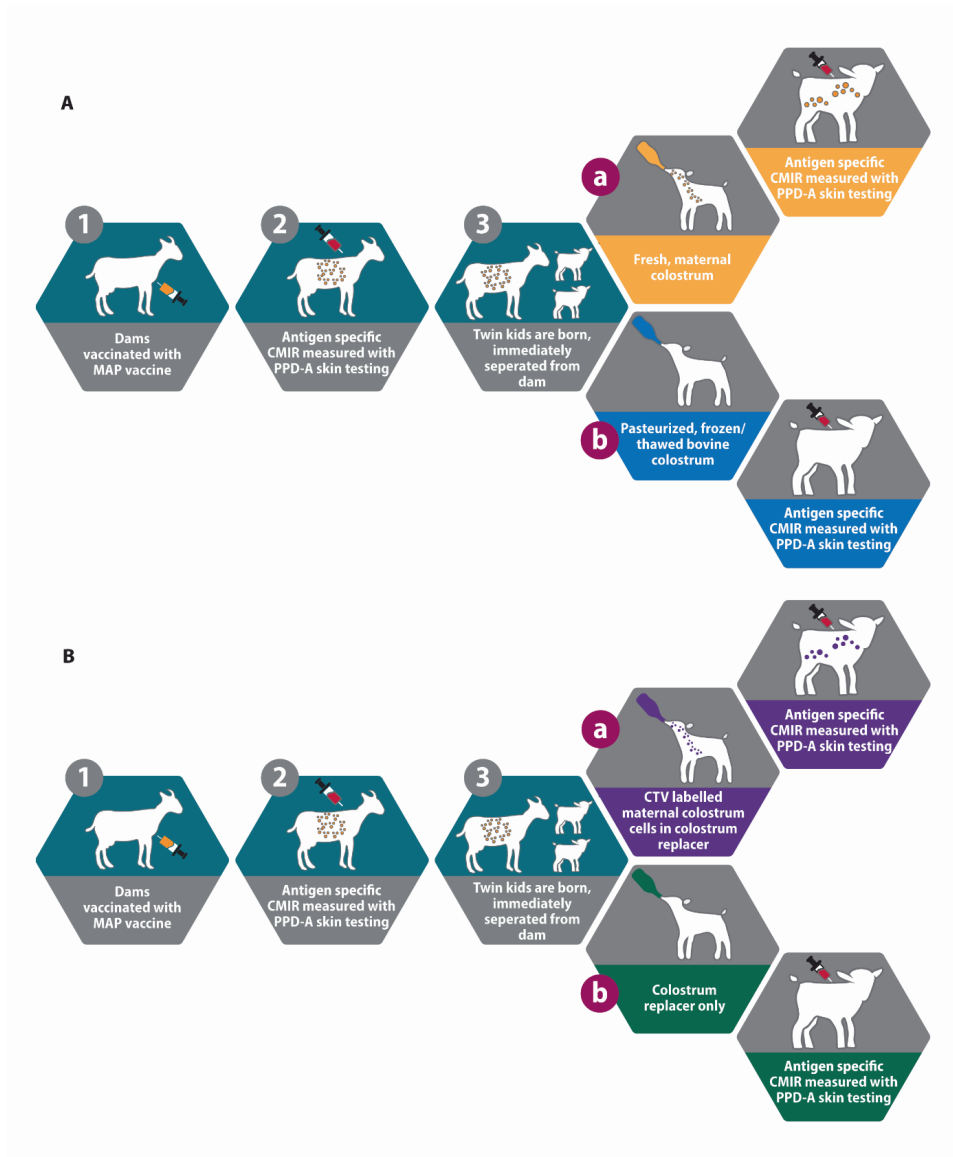 A
1
Dams
vaccinated with
MAP vaccine
2
Antigen specific
CMIR measured with
PPD-A skin testing
3
Twin kids are born,
immediately
seperated from
dam
a
Fresh, maternal
colostrum
Antigen specific
CMIR measured with
PPD-A skin testing
b
Pasteurized, frozen/
thawed bovine
colostrum
Antigen specific
CMIR measured with
PPD-A skin testing
B
1
Dams
vaccinated with
MAP vaccine
2
Antigen specific
CMIR measured with
PPD-A skin testing
3
Twin kids are born,
immediately
seperated from
dam
a
CTV labelled
maternal colostrum
cells in colostrum
replacer
Antigen specific
CMIR measured with
PPD-A skin testing
b
Colostrum
replacer only
Antigen specific
CMIR measured with
PPD-A skin testing